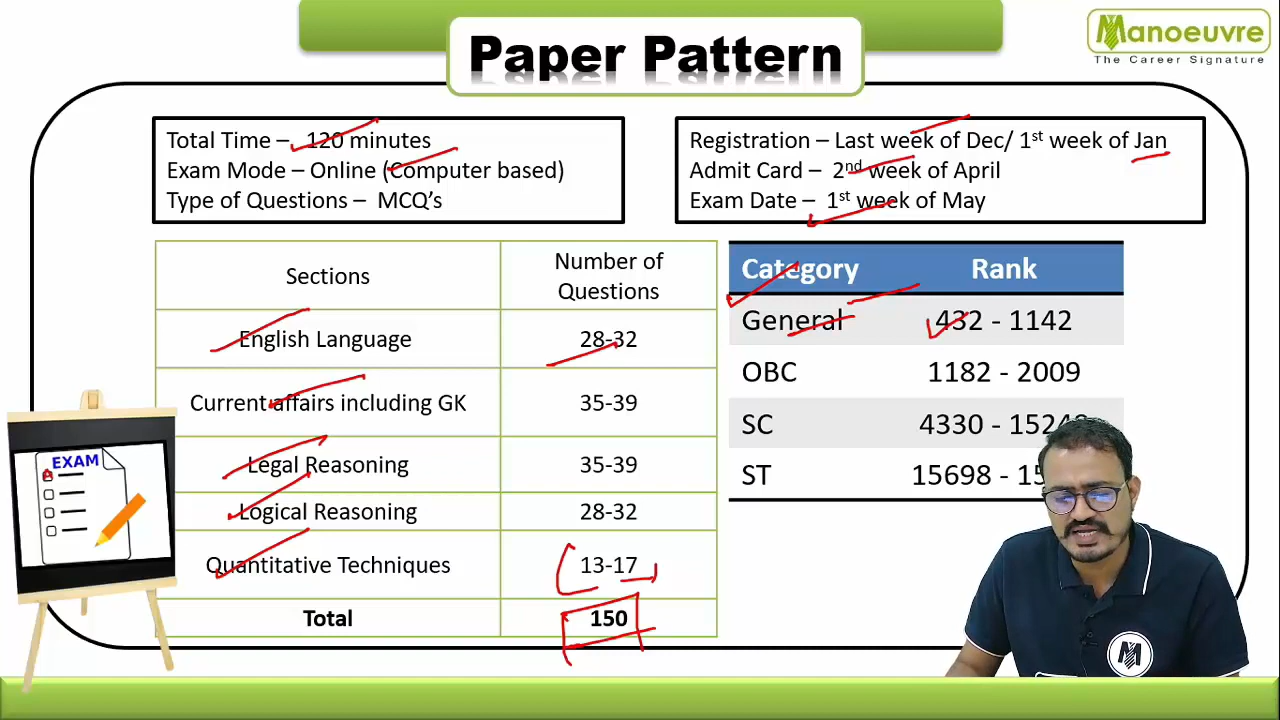 Paper Pattern
Manoeuvre
The Career Signature
Total Time – 120 minutes
Exam Mode – Online (Computer based)
Type of Questions – MCQ's
Registration – Last week of Dec/ 1st week of Jan
Admit Card – 2nd week of April
Exam Date – 1st week of May
Sections
Number of
Questions
English Language
28-32
Current affairs including GK
35-39
Legal Reasoning
35-39
Logical Reasoning
28-32
Quantitative Techniques
13-17
Total
150
Category Rank
General 432 - 1142
OBC 1182 - 2009
SC 4330 -
ST 15698 -
EXAM
M